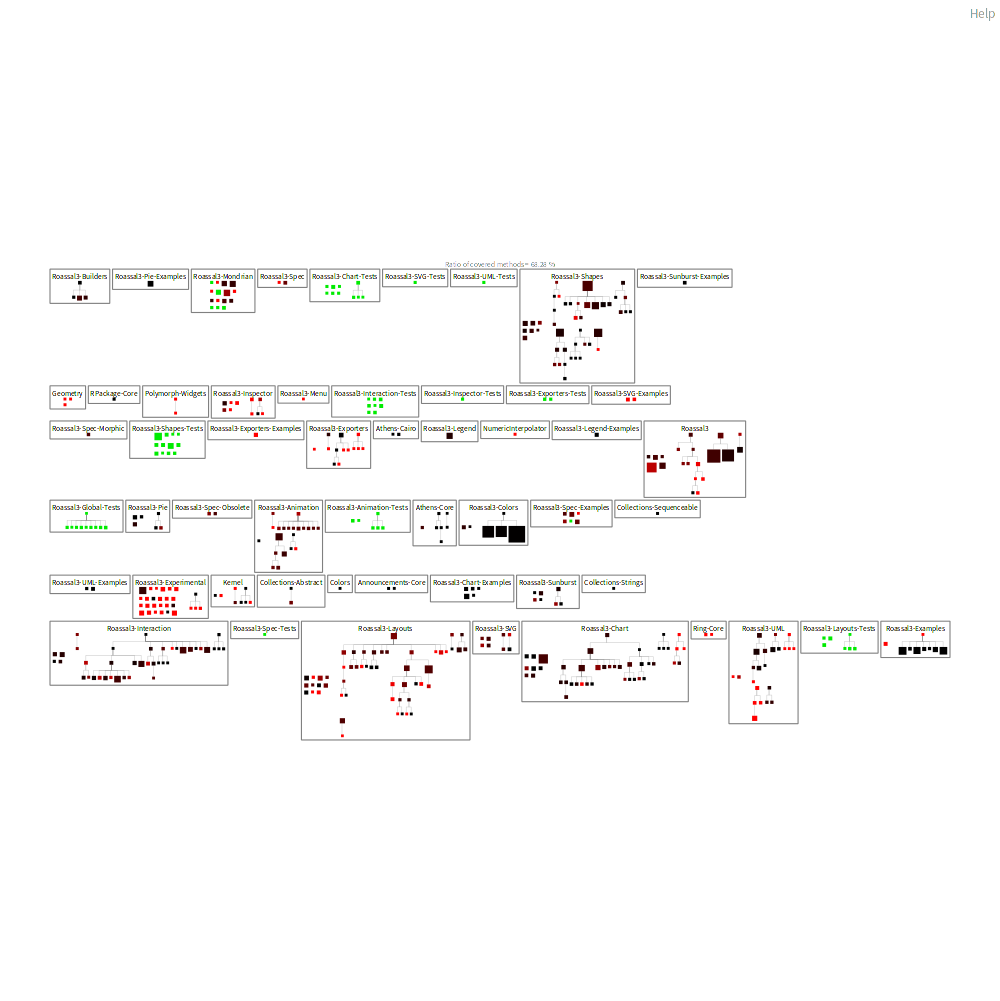 Help
Ratio of covered methods = 68.28 %
Roassal3-Builders
Roassal3-Pie-Examples
Roassal3-Mondrian
Roassal3-Spec
Roassal3-Chart-Tests
Roassal3-SVG-Tests
Roassal3-UML-Tests
Roassal3-Shapes
Roassal3-Sunburst-Examples
Geometry
RPackage-Core
Polymorph-Widgets
Roassal3-Inspector
Roassal3-Menu
Roassal3-Interaction-Tests
Roassal3-Inspector-Tests
Roassal3-Exporters-Tests
Roassal3-SVG-Examples
Roassal3-Spec-Morphic
Roassal3-Shapes-Tests
Roassal3-Exporters-Examples
Roassal3-Exporters
Athens-Cairo
Roassal3-Legend
NumericInterpolator
Roassal3-Legend-Examples
Roassal3
Roassal3-Global-Tests
Roassal3-Pie
Roassal3-Spec-Obsolete
Roassal3-Animation
Roassal3-Animation-Tests
Athens-Core
Roassal3-Colors
Roassal3-Spec-Examples
Collections-Sequenceable
Roassal3-UML-Examples
Roassal3-Experimental
Kernel
Collections-Abstract
Colors
Announcements-Core
Roassal3-Chart-Examples
Roassal3-Sunburst
Collections-Strings
Roassal3-Interaction
Roassal3-Spec-Tests
Roassal3-Layouts
Roassal3-SVG
Roassal3-Chart
Ring-Core
Roassal3-UML
Roassal3-Layouts-Tests
Roassal3-Examples